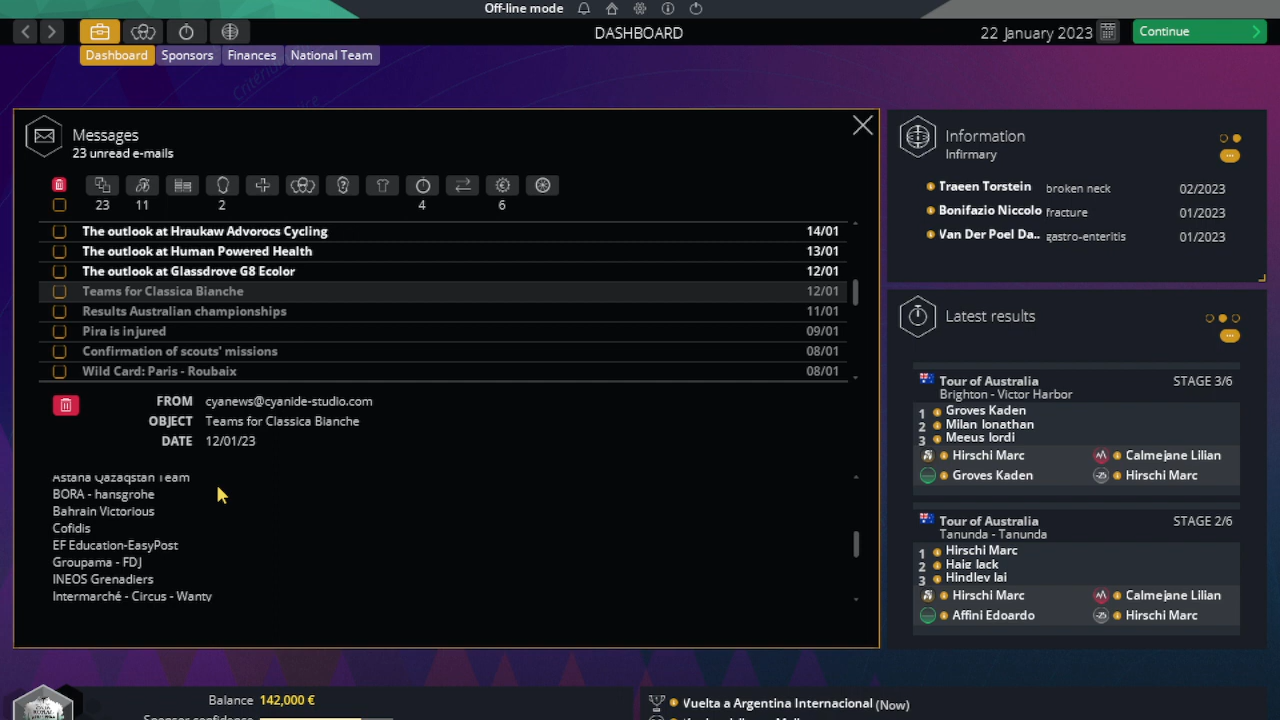 Off-line mode
DASHBOARD
22 January 2023
Continue
Dashboard
Sponsors
Finances
National Team
Messages
23 unread e-mails
23
11
2
4
6
The outlook at Hraukaw Advorocs Cycling 14/01
The outlook at Human Powered Health 13/01
The outlook at Glassdrove G8 Ecolor 12/01
Teams for Classica Bianche 12/01
Results Australian championships 11/01
Pira is injured 09/01
Confirmation of scouts' missions 08/01
Wild Card: Paris - Roubaix 08/01
FROM cyanews@cyanide-studio.com
OBJECT Teams for Classica Bianche
DATE 12/01/23
Astana Qazaqstan Team
BORA - hansgrohe
Bahrain Victorious
Cofidis
EF Education-EasyPost
Groupama - FDJ
INEOS Grenadiers
Intermarché - Circus - Wanty
Information
Infirmary
Traeen Torstein broken neck 02/2023
Bonifazio Niccolo fracture 01/2023
Van Der Poel Da.. gastro-enteritis 01/2023
Latest results
Tour of Australia STAGE 3/6
Brighton - Victor Harbor
1 Groves Kaden
2 Milan Jonathan
3 Meeus Jordi
Hirschi Marc Calmejane Lilian
Groves Kaden -25 Hirschi Marc
Tour of Australia STAGE 2/6
Tanunda - Tanunda
1 Hirschi Marc
2 Haig Jack
3 Hindley Jai
Hirschi Marc Calmejane Lilian
Affini Edoardo -25 Hirschi Marc
Balance 142,000 €
Sponsor confidence
Vuelta a Argentina Internacional (Now)